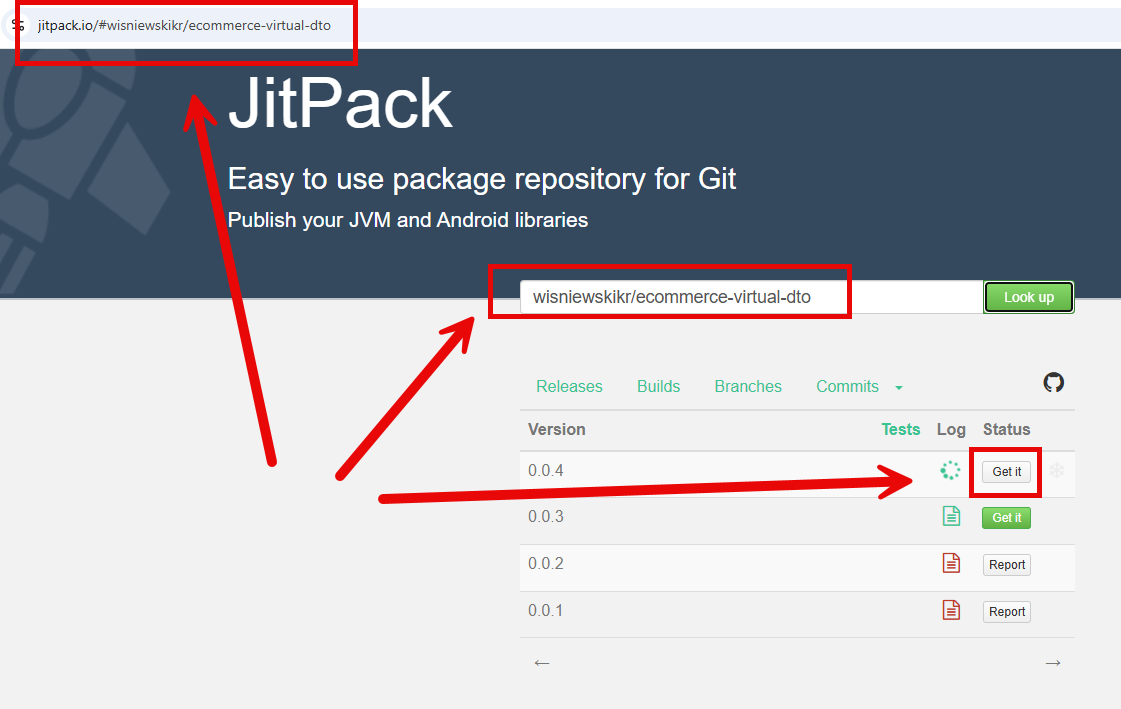 jitpack.io/#wisniewskikr/ecommerce-virtual-dto
JitPack
Easy to use package repository for Git
Publish your JVM and Android libraries
wisniewskikr/ecommerce-virtual-dto Look up
Releases Builds Branches Commits
Version Tests Log Status
0.0.4 Get it
0.0.3 Get it
0.0.2 Report
0.0.1 Report
← →